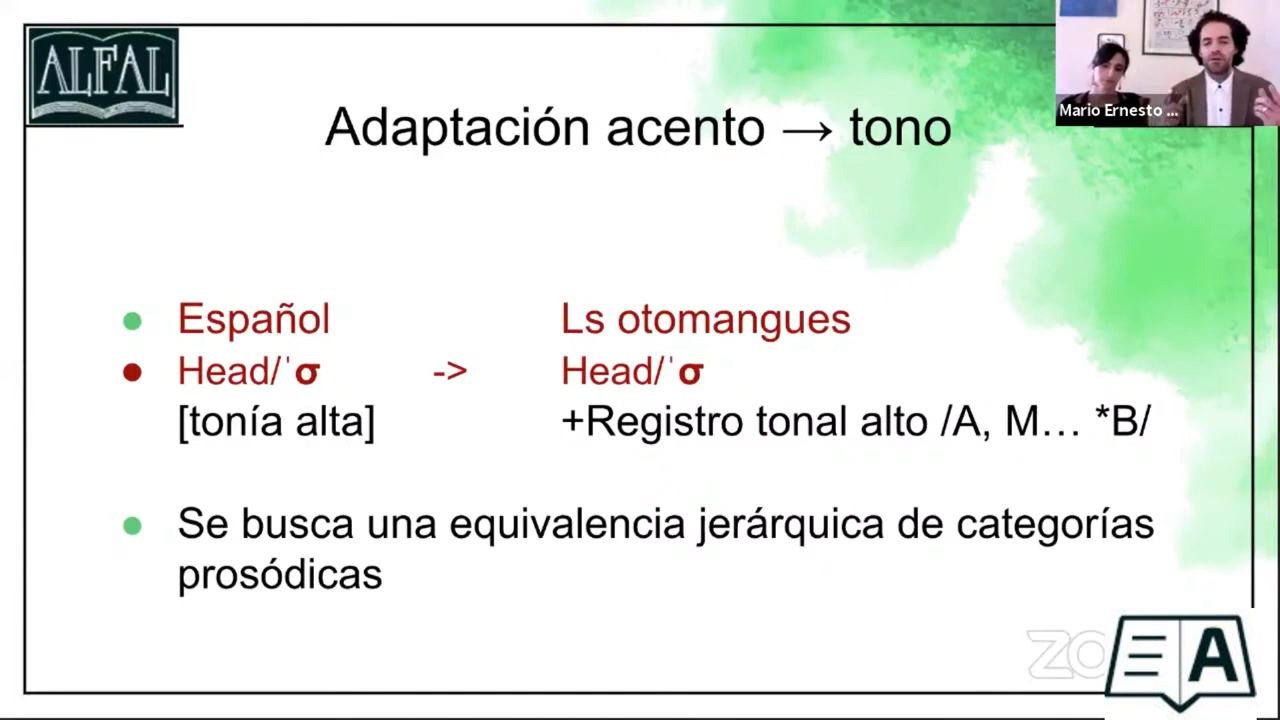 ALFAL
Mario Ernesto ...
Adaptación acento → tono
Español
Ls otomangues
Head/ˈσ
->
Head/ˈσ
[tonía alta]
+Registro tonal alto /A, M… *B/
Se busca una equivalencia jerárquica de categorías
prosódicas
ZO
A